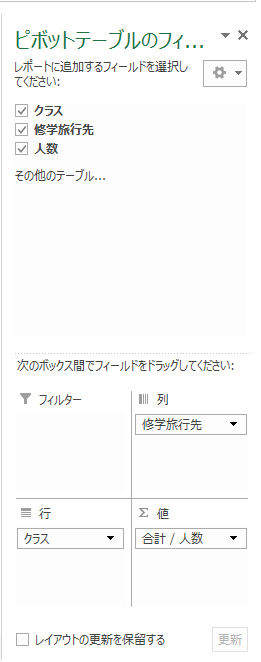 ピボットテーブルのフィ...
レポートに追加するフィールドを選択し
てください:
クラス
修学旅行先
人数
その他のテーブル...
次のボックス間でフィールドをドラッグしてください:
フィルター
列
修学旅行先
行
値
クラス
合計 / 人数
レイアウトの更新を保留する
更新